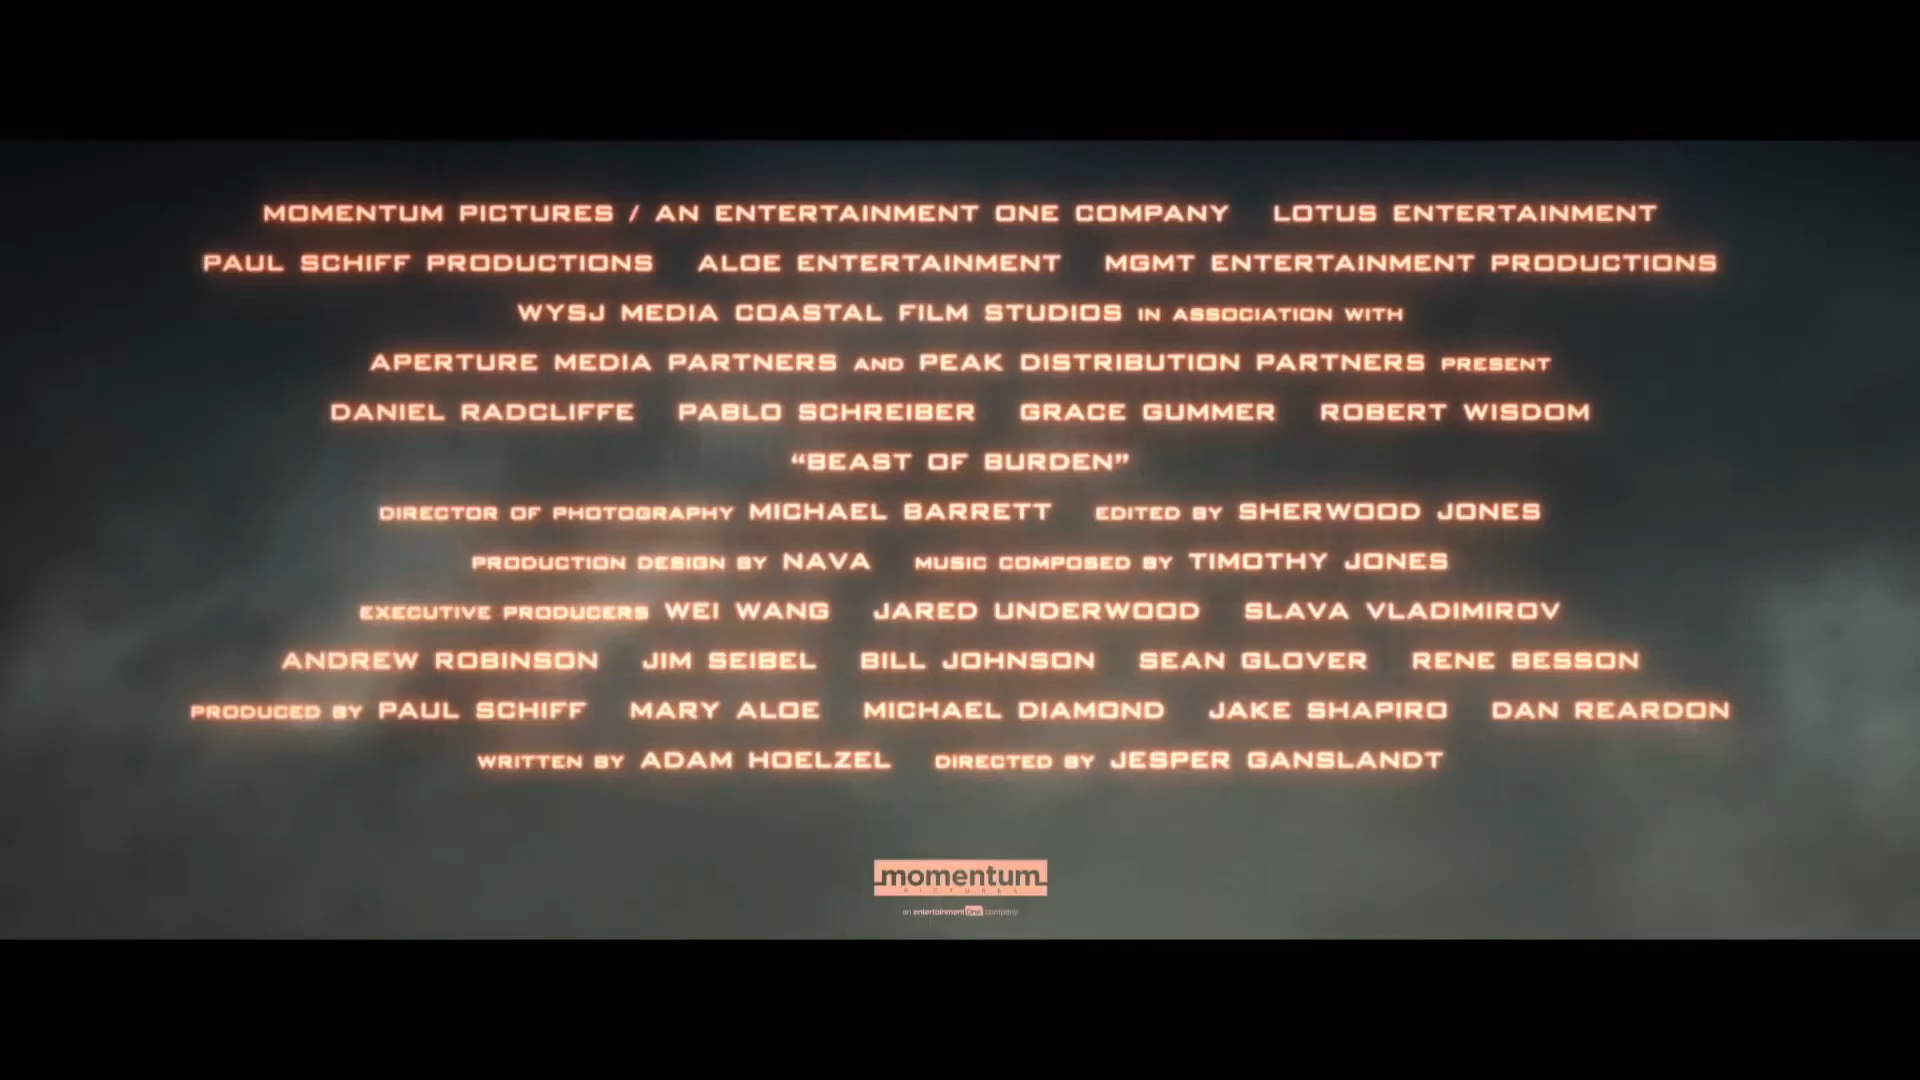 MOMENTUM PICTURES / AN ENTERTAINMENT ONE COMPANY LOTUS ENTERTAINMENT
PAUL SCHIFF PRODUCTIONS ALOE ENTERTAINMENT MGMT ENTERTAINMENT PRODUCTIONS
WYSJ MEDIA COASTAL FILM STUDIOS IN ASSOCIATION WITH
APERTURE MEDIA PARTNERS AND PEAK DISTRIBUTION PARTNERS PRESENT
DANIEL RADCLIFFE PABLO SCHREIBER GRACE GUMMER ROBERT WISDOM
“BEAST OF BURDEN”
DIRECTOR OF PHOTOGRAPHY MICHAEL BARRETT EDITED BY SHERWOOD JONES
PRODUCTION DESIGN BY NAVA MUSIC COMPOSED BY TIMOTHY JONES
EXECUTIVE PRODUCERS WEI WANG JARED UNDERWOOD SLAVA VLADIMIROV
ANDREW ROBINSON JIM SEIBEL BILL JOHNSON SEAN GLOVER RENE BESSON
PRODUCED BY PAUL SCHIFF MARY ALOE MICHAEL DIAMOND JAKE SHAPIRO DAN REARDON
WRITTEN BY ADAM HOELZEL DIRECTED BY JESPER GANSLANDT
momentum
PICTURES
an entertainment One company